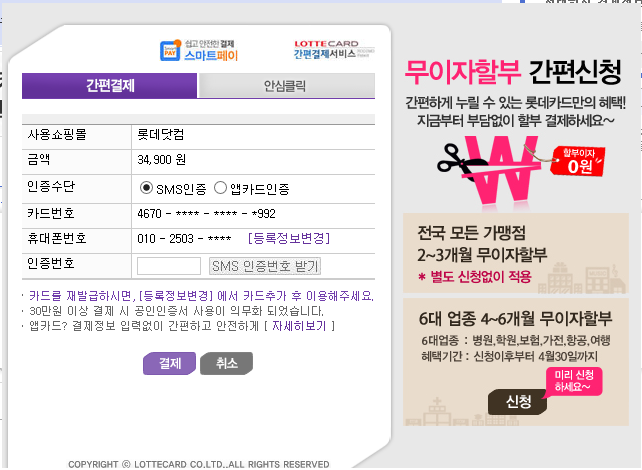 쉽고 안전한 결제
스마트페이
LOTTECARD
간편결제서비스
간편결제
안심클릭
사용쇼핑몰 롯데닷컴
금액 34,900 원
인증수단 SMS인증 앱카드인증
카드번호 4670 - **** - **** - *992
휴대폰번호 010 - 2503 - **** [등록정보변경]
인증번호 SMS 인증번호 받기
· 카드를 재발급하시면, [등록정보변경] 에서 카드추가 후 이용해주세요.
· 30만원 이상 결제 시 공인인증서 사용이 의무화 되었습니다.
· 앱카드? 결제정보 입력없이 간편하고 안전하게 [ 자세히보기 ]
결제 취소
COPYRIGHT ⓒ LOTTECARD CO,LTD.,ALL RIGHTS RESERVED
무이자할부 간편신청
간편하게 누릴 수 있는 롯데카드만의 혜택!
지금부터 부담없이 할부 결제하세요~
₩
할부이자
0원
전국 모든 가맹점
2~3개월 무이자할부
* 별도 신청없이 적용
6대 업종 4~6개월 무이자할부
6대업종 : 병원,학원,보험,가전,항공,여행
혜택기간 : 신청이후부터 4월30일까지
미리 신청
하세요~
신청